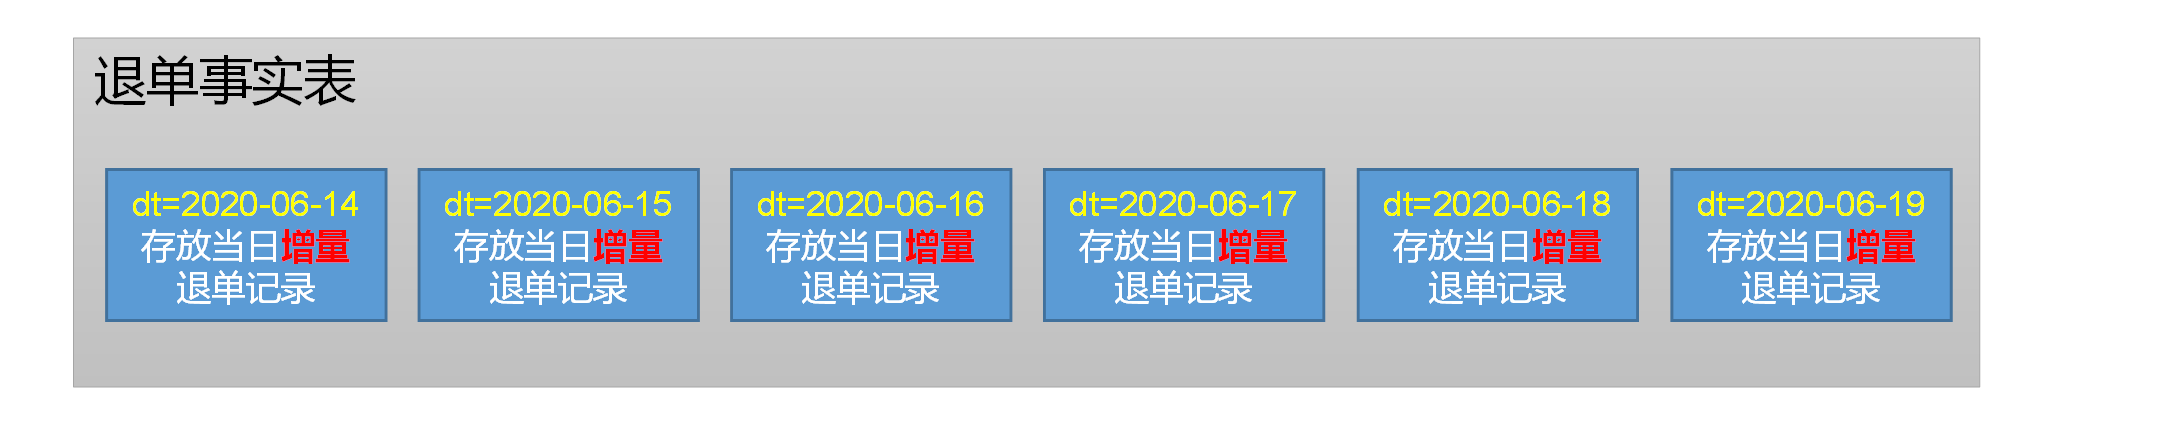 退单事实表
dt=2020-06-14
存放当日增量
退单记录
dt=2020-06-15
存放当日增量
退单记录
dt=2020-06-16
存放当日增量
退单记录
dt=2020-06-17
存放当日增量
退单记录
dt=2020-06-18
存放当日增量
退单记录
dt=2020-06-19
存放当日增量
退单记录